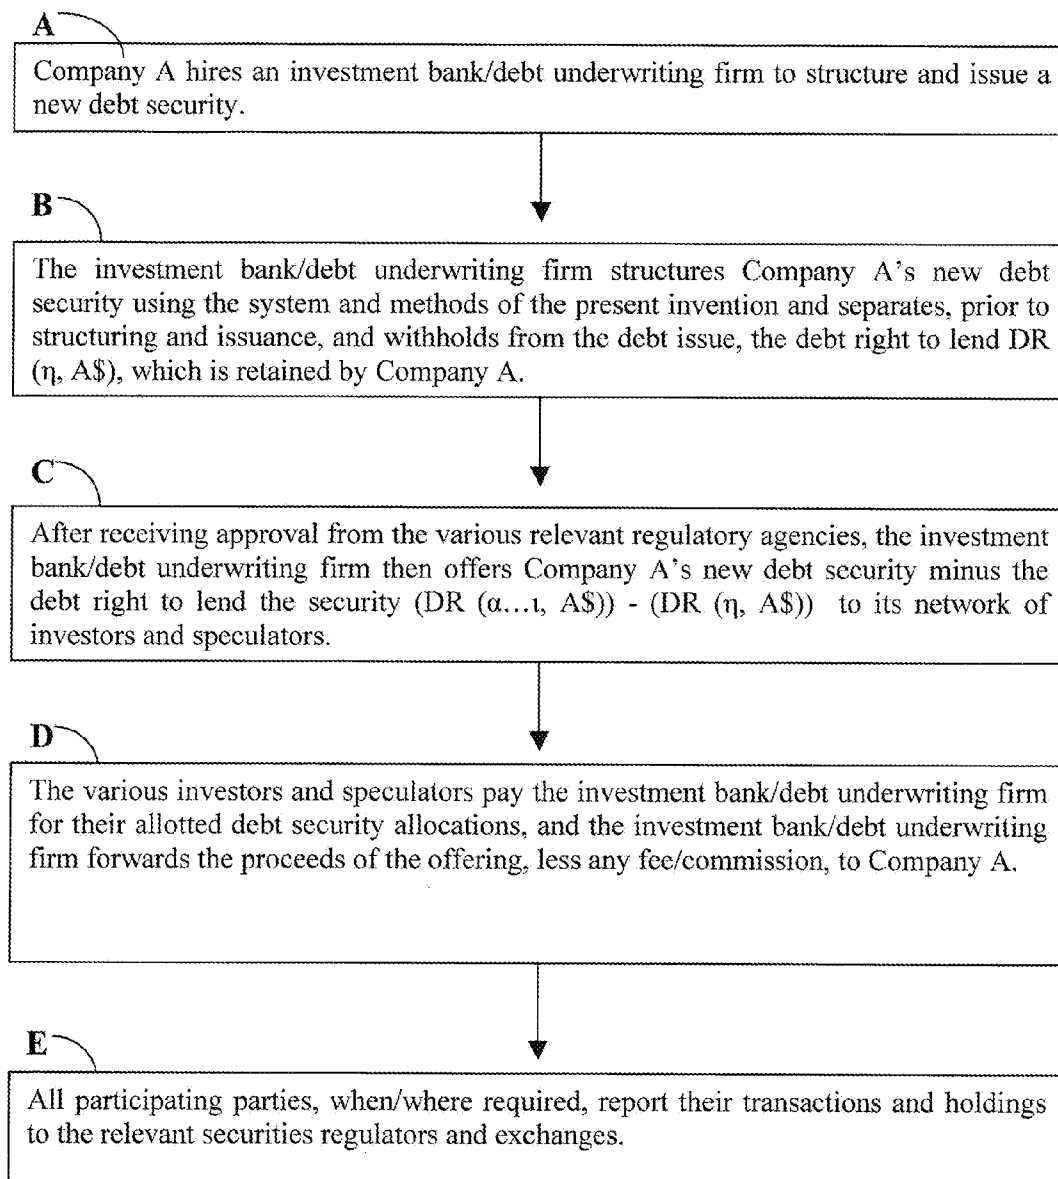 A
Company A hires an investment bank/debt underwriting firm to structure and issue a
new debt security.
B
The investment bank/debt underwriting firm structures Company A's new debt
security using the system and methods of the present invention and separates, prior to
structuring and issuance, and withholds from the debt issue, the debt right to lend DR
(η, A$), which is retained by Company A.
C
After receiving approval from the various relevant regulatory agencies, the investment
bank/debt underwriting firm then offers Company A's new debt security minus the
debt right to lend the security (DR (α...ι, A$)) - (DR (η, A$)) to its network of
investors and speculators.
D
The various investors and speculators pay the investment bank/debt underwriting firm
for their allotted debt security allocations, and the investment bank/debt underwriting
firm forwards the proceeds of the offering, less any fee/commission, to Company A.
E
All participating parties, when/where required, report their transactions and holdings
to the relevant securities regulators and exchanges.